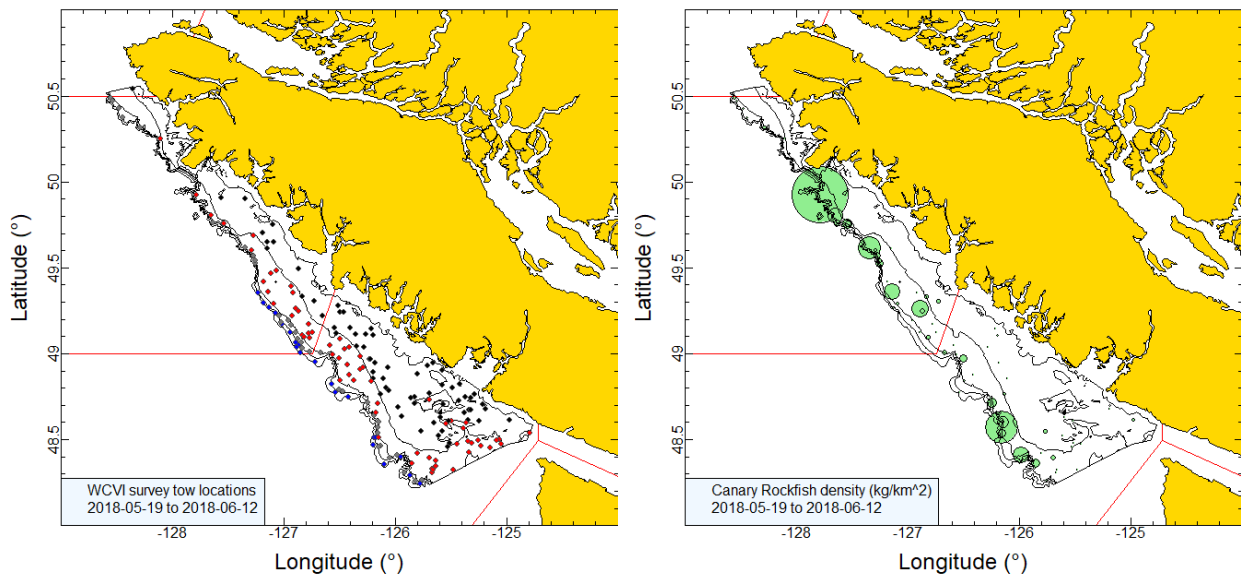 Latitude (°)
50.5
50
49.5
49
48.5
WCVI survey tow locations
2018-05-19 to 2018-06-12
-128
-127
-126
-125
Longitude (°)
Latitude (°)
50.5
50
49.5
49
48.5
Canary Rockfish density (kg/km^2)
2018-05-19 to 2018-06-12
-128
-127
-126
-125
Longitude (°)